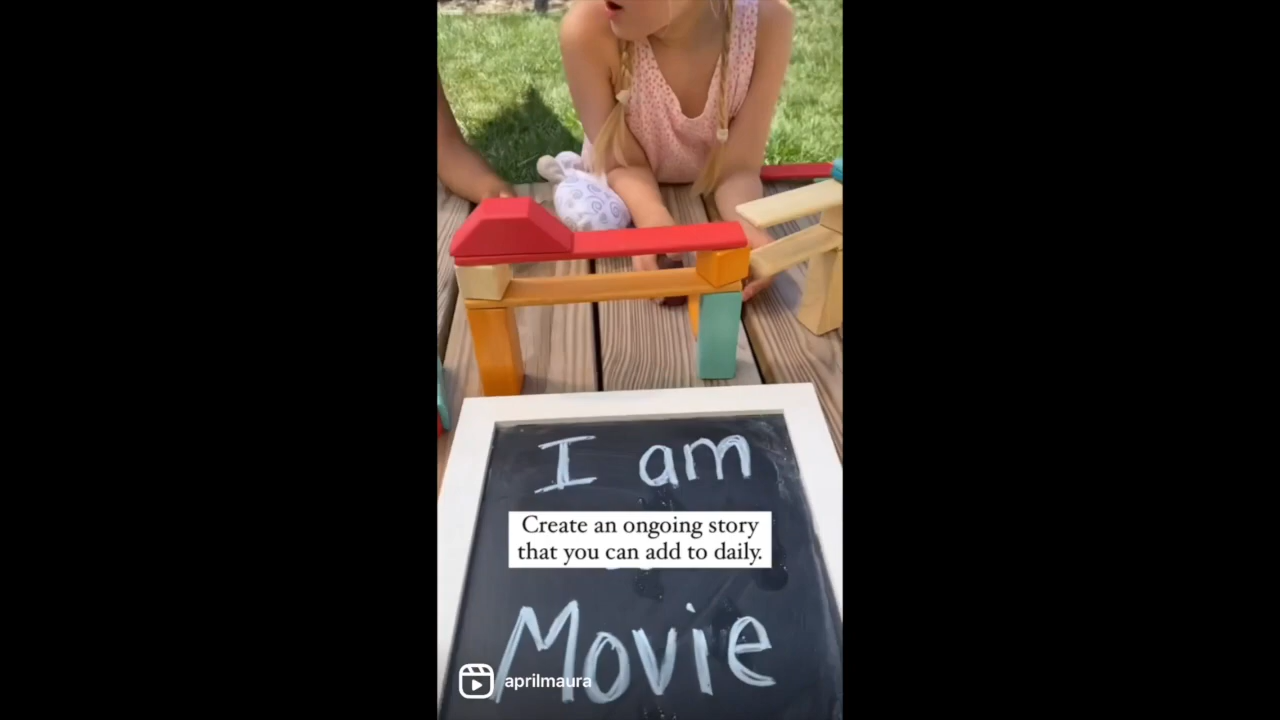 I am
Create an ongoing story
that you can add to daily.
Movie
aprilmaura